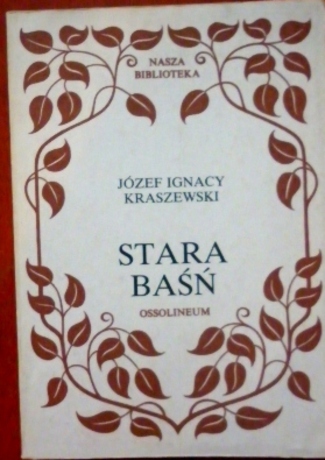 NASZA
BIBLIOTEKA
JÓZEF IGNACY
KRASZEWSKI
STARA
BAŚŃ
OSSOLINEUM